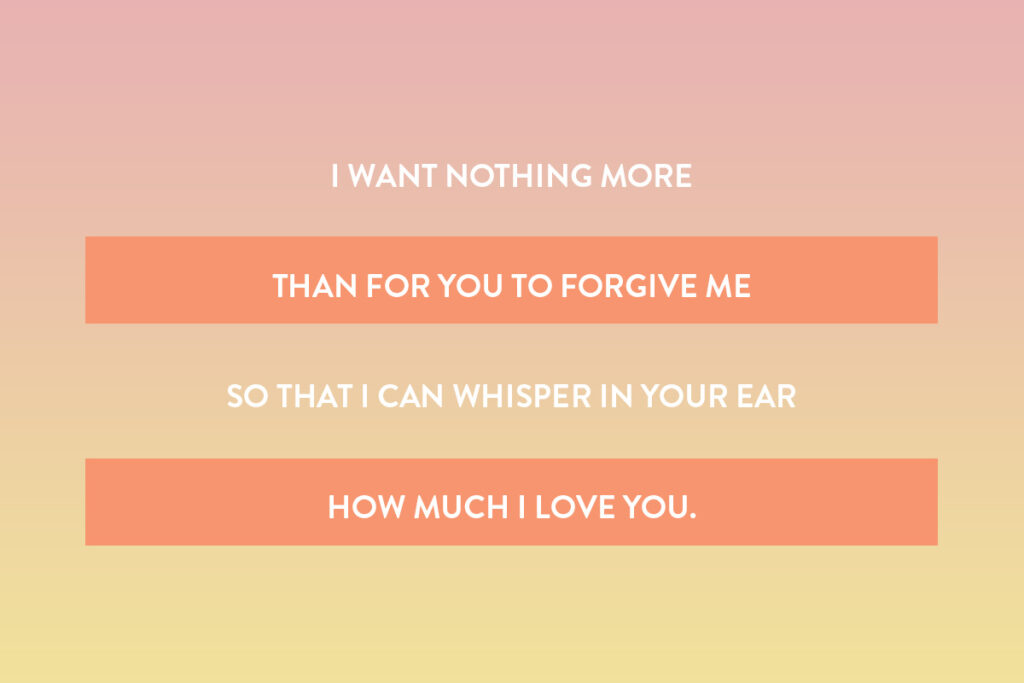 I WANT NOTHING MORE
THAN FOR YOU TO FORGIVE ME
SO THAT I CAN WHISPER IN YOUR EAR
HOW MUCH I LOVE YOU.